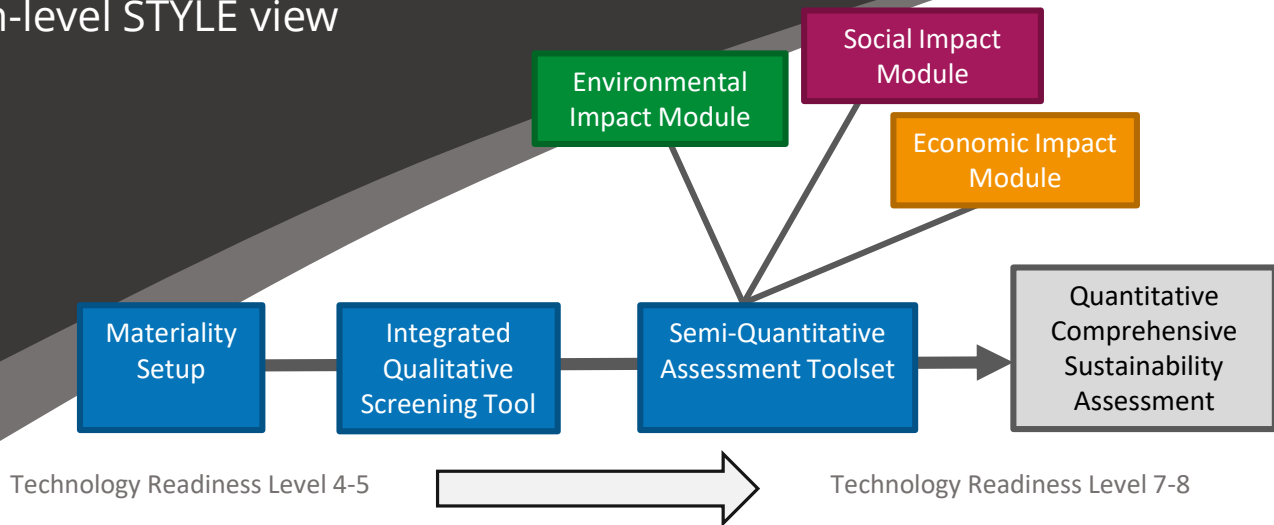 -level STYLE view
Social Impact
Module
Environmental
Impact Module
Economic Impact
Module
Materiality
Setup
Integrated
Qualitative
Screening Tool
Semi-Quantitative
Assessment Toolset
Quantitative
Comprehensive
Sustainability
Assessment
Technology Readiness Level 4-5
Technology Readiness Level 7-8